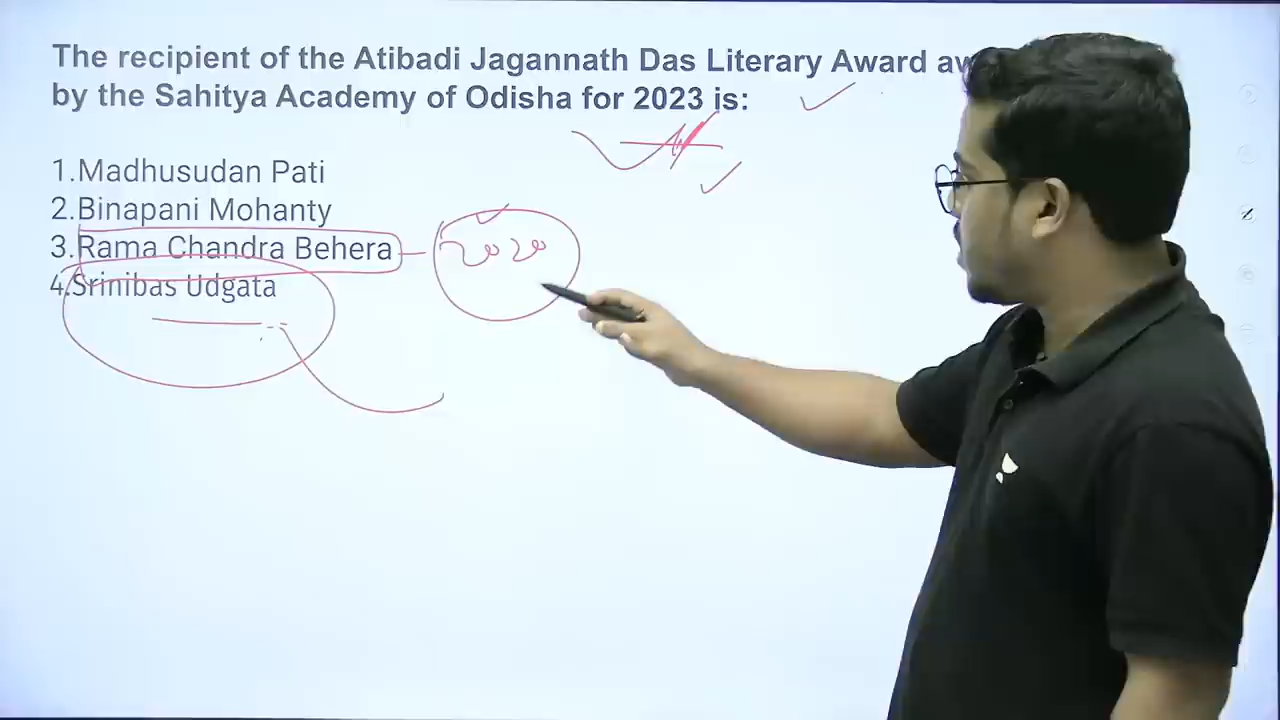 The recipient of the Atibadi Jagannath Das Literary Award
by the Sahitya Academy of Odisha for 2023 is:
1.Madhusudan Pati
2.Binapani Mohanty
3.Rama Chandra Behera
2020
4.Srinibas Udgata